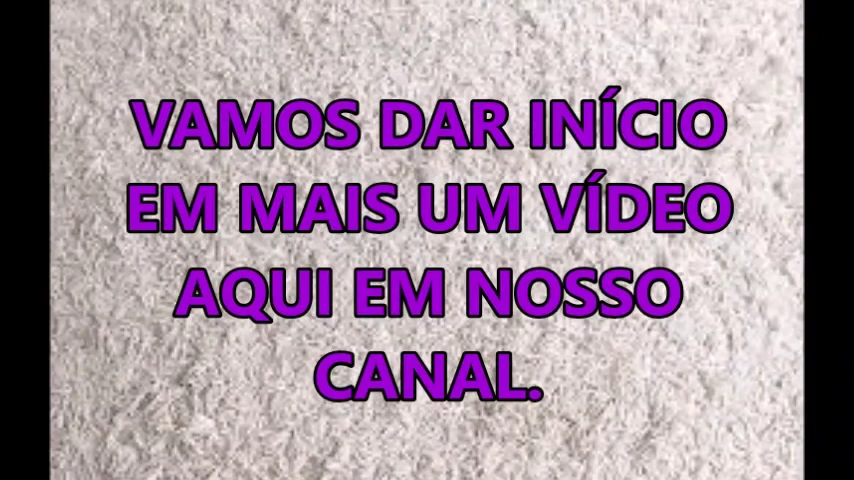 VAMOS DAR INÍCIO
EM MAIS UM VÍDEO
AQUI EM NOSSO
CANAL.